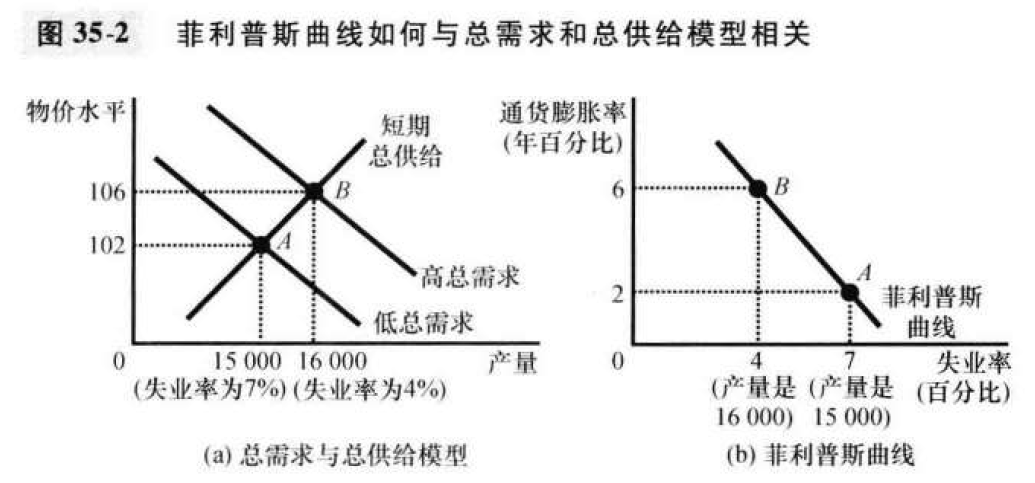 图 35-2 菲利普斯曲线如何与总需求和总供给模型相关
物价水平
106
102
0
短期
总供给
B
A
高总需求
低总需求
15 000 16 000 产量
(失业率为7%) (失业率为4%)
(a) 总需求与总供给模型
通货膨胀率
(年百分比)
6
2
0
B
A
菲利普斯
曲线
4 7 失业率
(产量是 (产量是 (百分比)
16 000) 15 000)
(b) 菲利普斯曲线